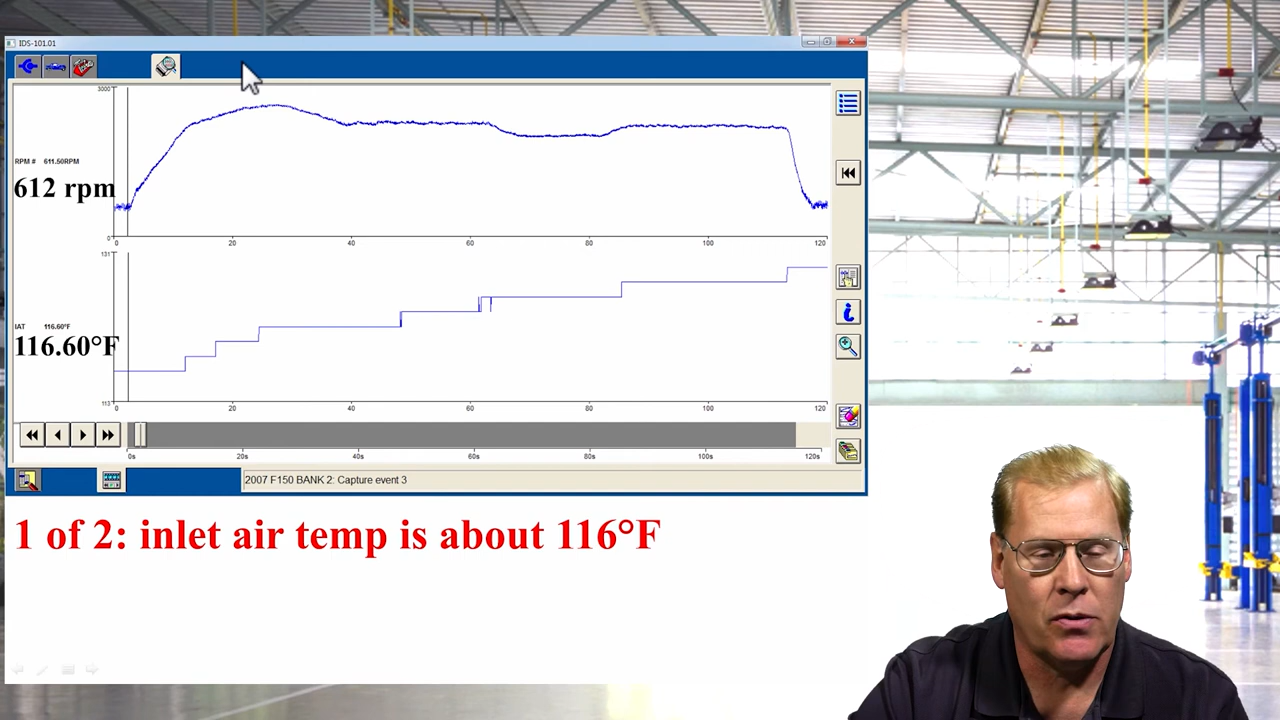 IDS-101.01
3000
RPM # 611.50RPM
612 rpm
0
0 20 40 60 80 100 120
131
IAT 116.60°F
116.60°F
113
0 20 40 60 80 100 120
0s 20s 40s 60s 80s 100s 120s
2007 F150 BANK 2: Capture event 3
1 of 2: inlet air temp is about 116°F